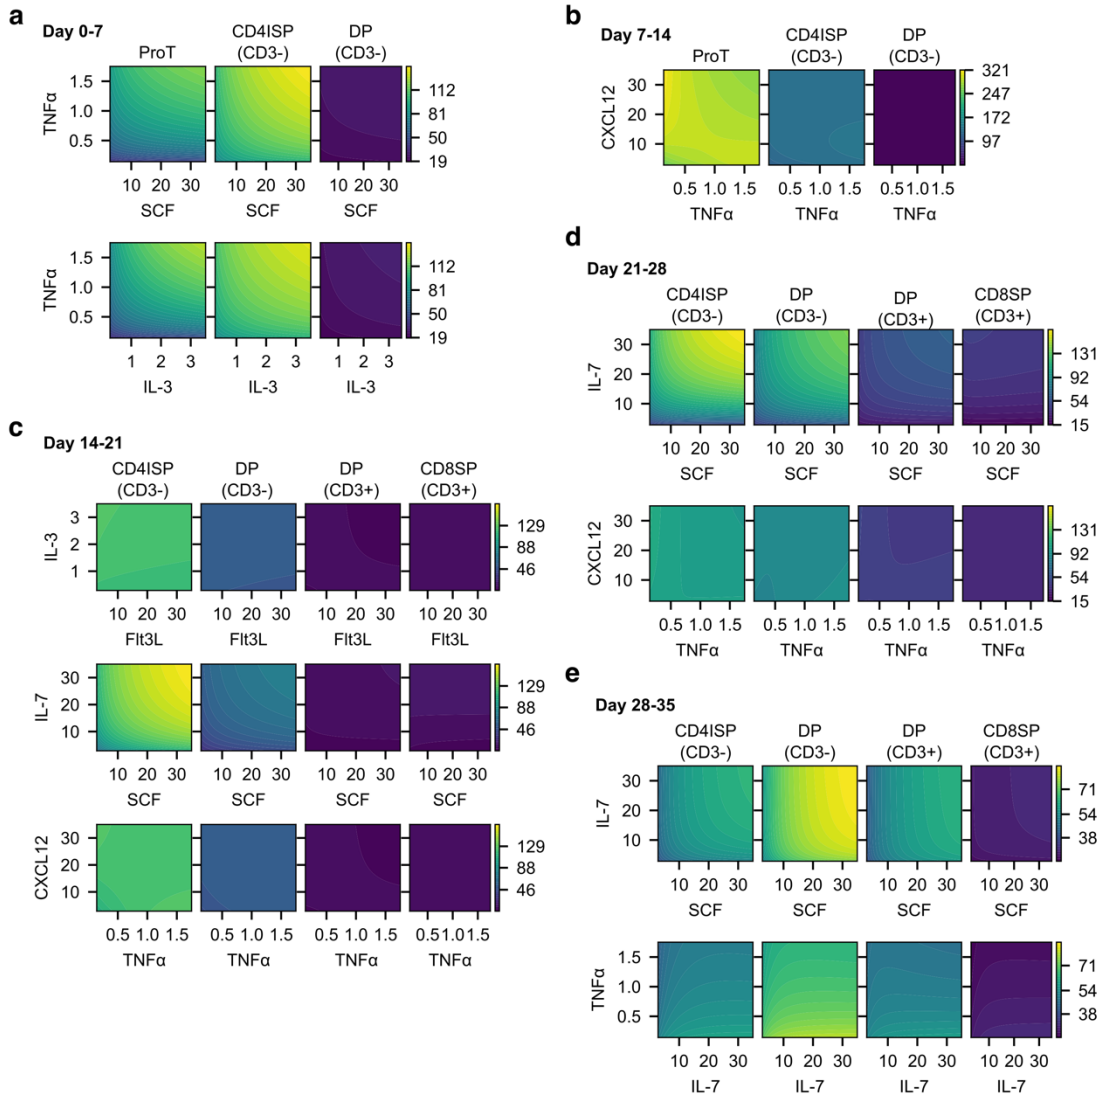 a
Day 0-7
ProT
CD4ISP
(CD3-)
DP
(CD3-)
TNFα
1.5
1.0
0.5
112
81
50
19
10 20 30
10 20 30
10 20 30
SCF
SCF
SCF
TNFα
1.5
1.0
0.5
112
81
50
19
1 2 3
1 2 3
1 2 3
IL-3
IL-3
IL-3
b
Day 7-14
ProT
CD4ISP
(CD3-)
DP
(CD3-)
CXCL12
30
20
10
321
247
172
97
0.5 1.0 1.5
0.5 1.0 1.5
0.5 1.0 1.5
TNFα
TNFα
TNFα
c
Day 14-21
CD4ISP
(CD3-)
DP
(CD3-)
DP
(CD3+)
CD8SP
(CD3+)
IL-3
3
2
1
129
88
46
10 20 30
10 20 30
10 20 30
10 20 30
Flt3L
Flt3L
Flt3L
Flt3L
IL-7
30
20
10
129
88
46
10 20 30
10 20 30
10 20 30
10 20 30
SCF
SCF
SCF
SCF
CXCL12
30
20
10
129
88
46
0.5 1.0 1.5
0.5 1.0 1.5
0.5 1.0 1.5
0.5 1.0 1.5
TNFα
TNFα
TNFα
TNFα
d
Day 21-28
CD4ISP
(CD3-)
DP
(CD3-)
DP
(CD3+)
CD8SP
(CD3+)
IL-7
30
20
10
131
92
54
15
10 20 30
10 20 30
10 20 30
10 20 30
SCF
SCF
SCF
SCF
CXCL12
30
20
10
131
92
54
15
0.5 1.0 1.5
0.5 1.0 1.5
0.5 1.0 1.5
0.5 1.0 1.5
TNFα
TNFα
TNFα
TNFα
e
Day 28-35
CD4ISP
(CD3-)
DP
(CD3-)
DP
(CD3+)
CD8SP
(CD3+)
IL-7
30
20
10
71
54
38
10 20 30
10 20 30
10 20 30
10 20 30
SCF
SCF
SCF
SCF
TNFα
1.5
1.0
0.5
71
54
38
10 20 30
10 20 30
10 20 30
10 20 30
IL-7
IL-7
IL-7
IL-7